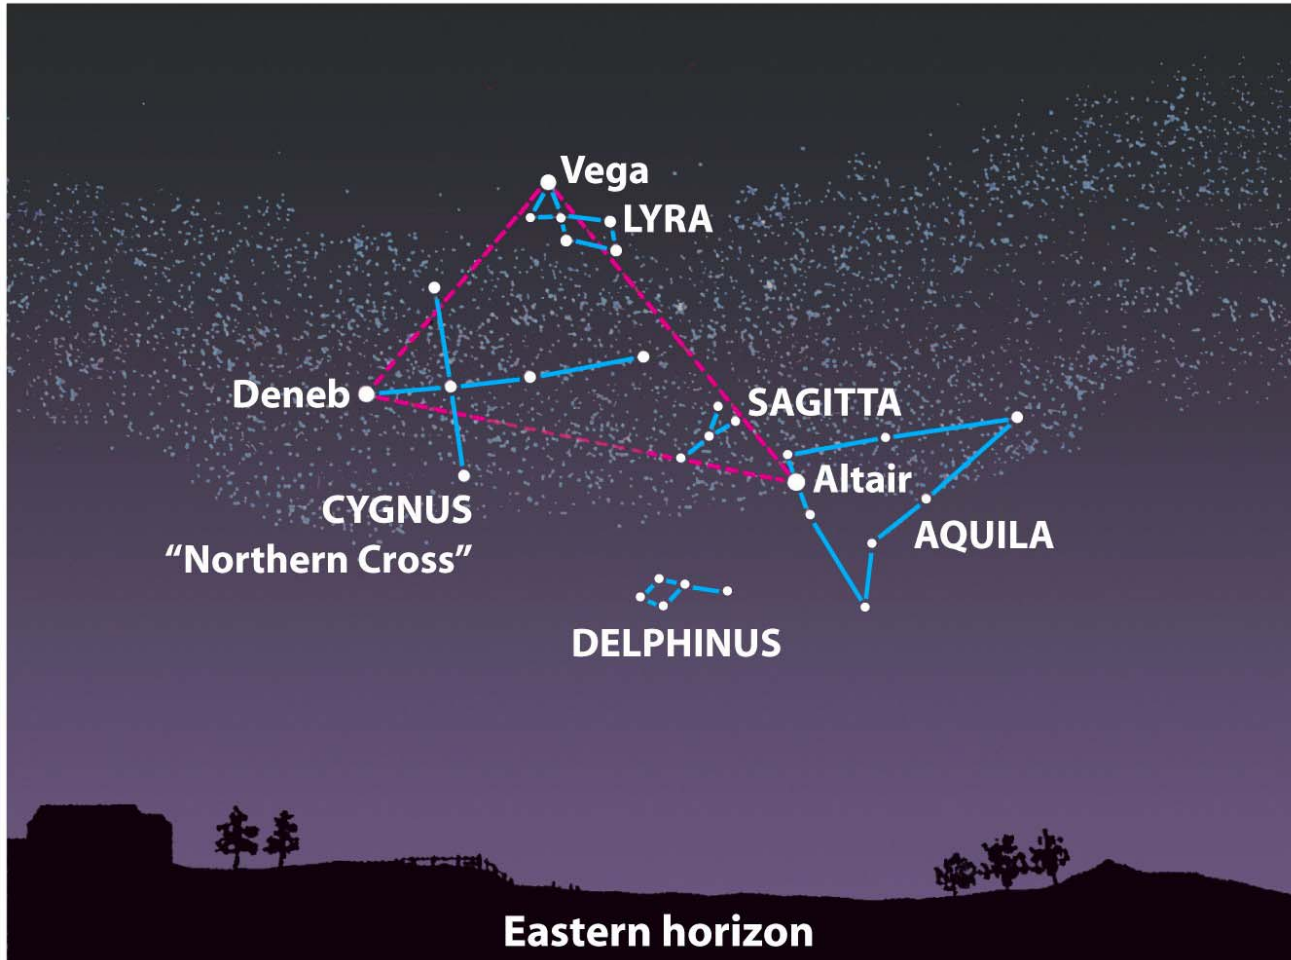 Vega
LYRA
Deneb
SAGITTA
Altair
CYGNUS
“Northern Cross”
AQUILA
DELPHINUS
Eastern horizon